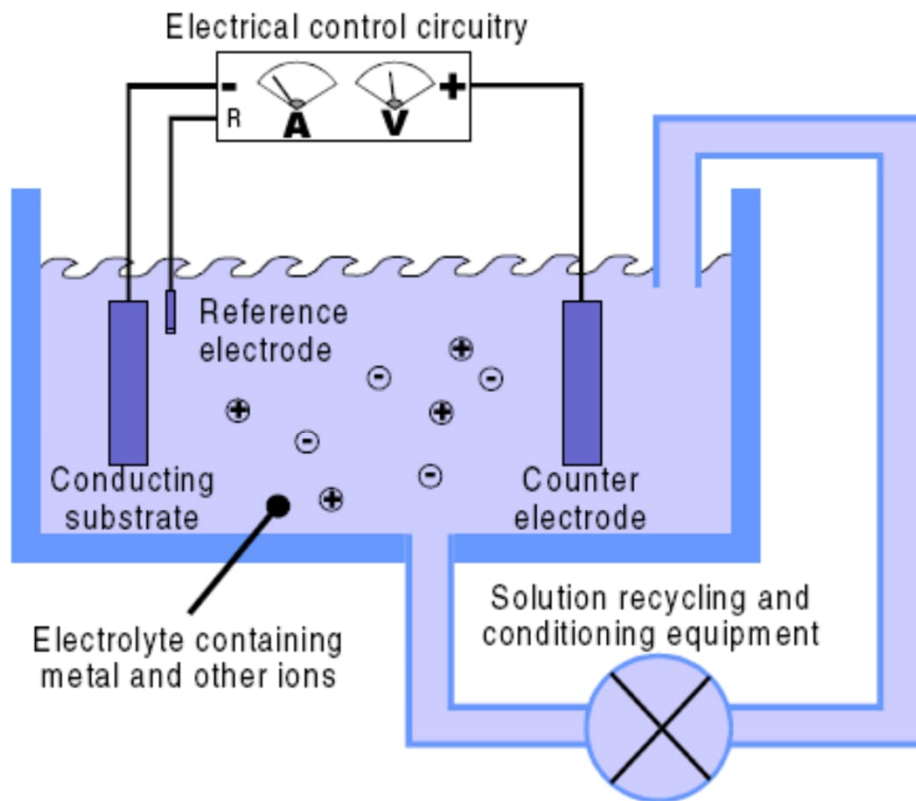 Electrical control circuitry
- A V +
R
Reference
electrode
Conducting
substrate
Counter
electrode
Electrolyte containing
metal and other ions
Solution recycling and
conditioning equipment